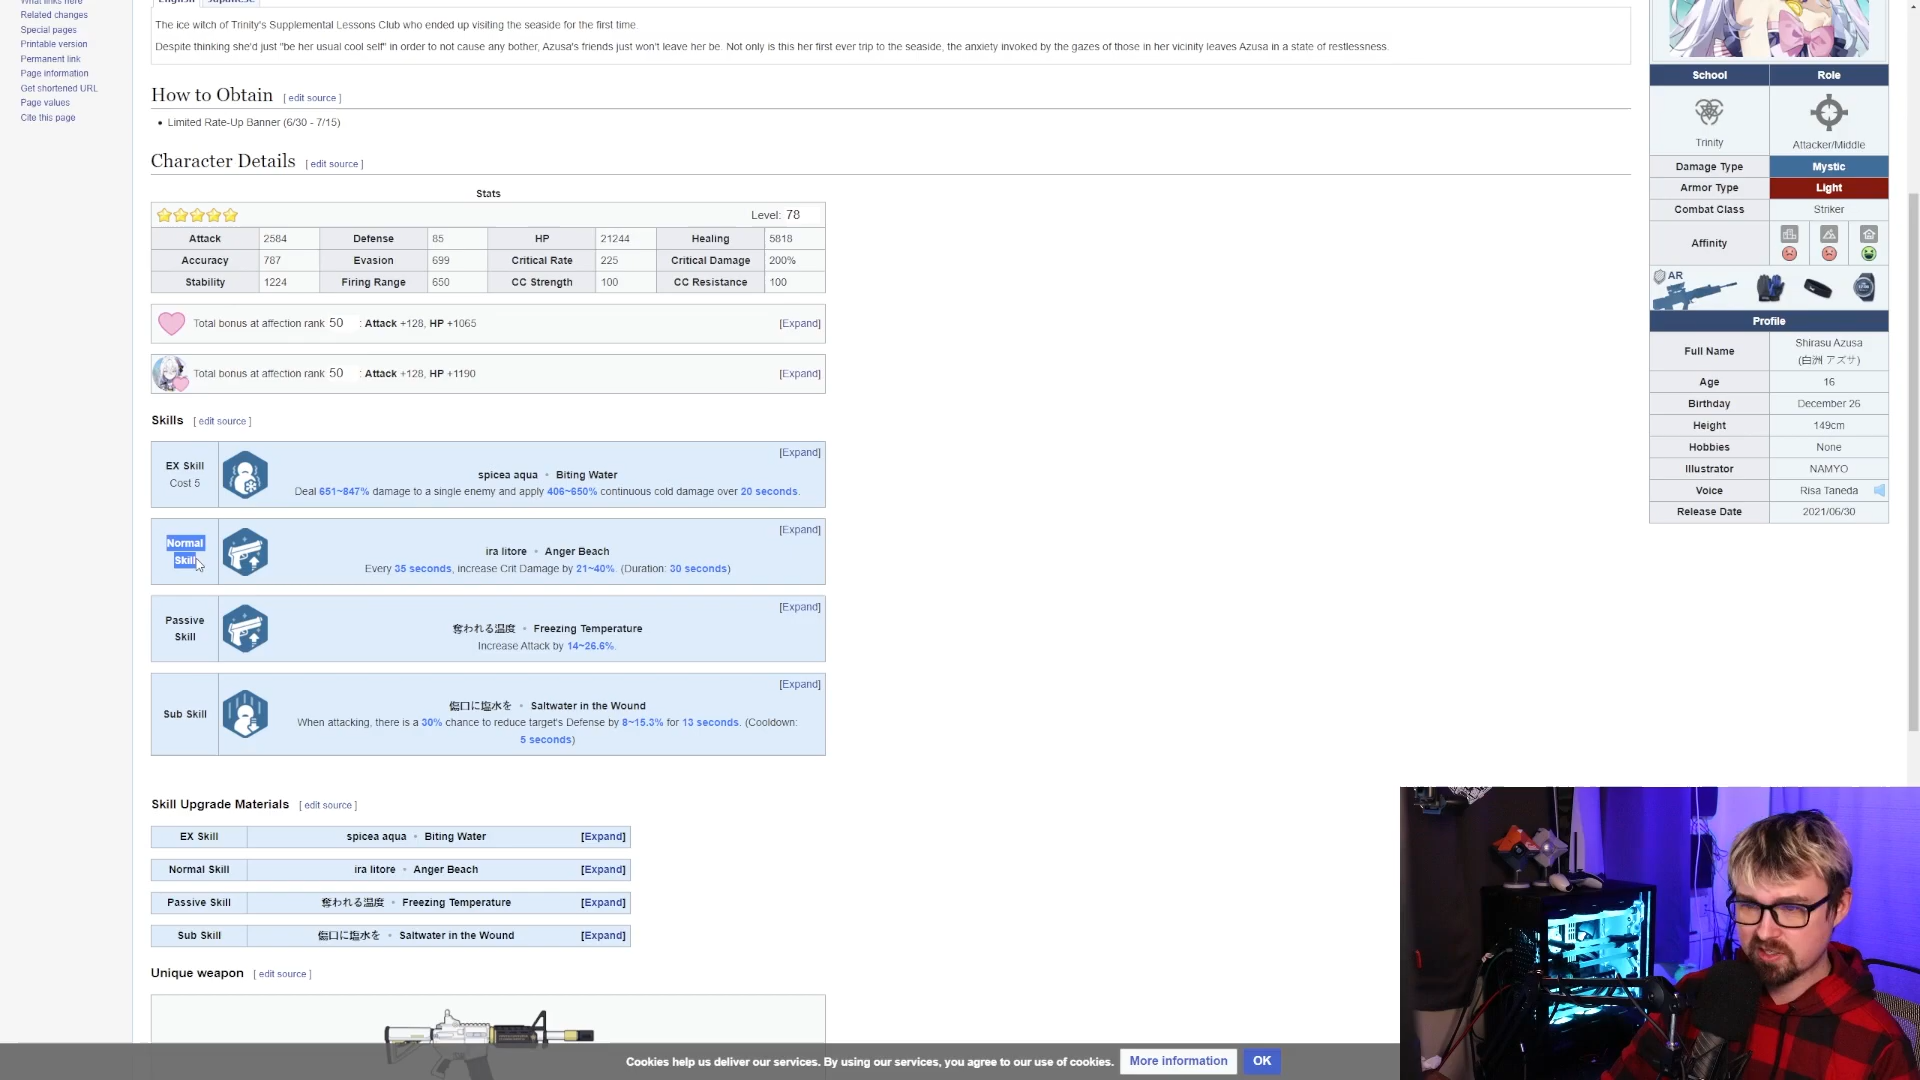 What links here
Related changes
Special pages
Printable version
Permanent link
Page information
Get shortened URL
Page values
Cite this page
English Japanese
The ice witch of Trinity's Supplemental Lessons Club who ended up visiting the seaside for the first time.
Despite thinking she'd just "be her usual cool self" in order to not cause any bother, Azusa's friends just won't leave her be. Not only is this her first ever trip to the seaside, the anxiety invoked by the gazes of those in her vicinity leaves Azusa in a state of restlessness.
How to Obtain [ edit source ]
• Limited Rate-Up Banner (6/30 - 7/15)
Character Details [ edit source ]
Stats
Level: 78
Attack 2584 Defense 85 HP 21244 Healing 5818
Accuracy 787 Evasion 699 Critical Rate 225 Critical Damage 200%
Stability 1224 Firing Range 650 CC Strength 100 CC Resistance 100
Total bonus at affection rank 50 : Attack +128, HP +1065 [Expand]
Total bonus at affection rank 50 : Attack +128, HP +1190 [Expand]
Skills [ edit source ]
[Expand]
EX Skill
Cost 5
spicea aqua • Biting Water
Deal 651~847% damage to a single enemy and apply 406~650% continuous cold damage over 20 seconds.
[Expand]
Normal
Skill
ira litore • Anger Beach
Every 35 seconds, increase Crit Damage by 21~40%. (Duration: 30 seconds)
[Expand]
Passive
Skill
奪われる温度 • Freezing Temperature
Increase Attack by 14~26.6%.
[Expand]
Sub Skill
傷口に塩水を • Saltwater in the Wound
When attacking, there is a 30% chance to reduce target's Defense by 8~15.3% for 13 seconds. (Cooldown:
5 seconds)
Skill Upgrade Materials [ edit source ]
EX Skill spicea aqua • Biting Water [Expand]
Normal Skill ira litore • Anger Beach [Expand]
Passive Skill 奪われる温度 • Freezing Temperature [Expand]
Sub Skill 傷口に塩水を • Saltwater in the Wound [Expand]
Unique weapon [ edit source ]
School Role
Trinity Attacker/Middle
Damage Type Mystic
Armor Type Light
Combat Class Striker
Affinity
AR
Profile
Full Name Shirasu Azusa
(白洲 アズサ)
Age 16
Birthday December 26
Height 149cm
Hobbies None
Illustrator NAMYO
Voice Risa Taneda
Release Date 2021/06/30
Cookies help us deliver our services. By using our services, you agree to our use of cookies. More information OK